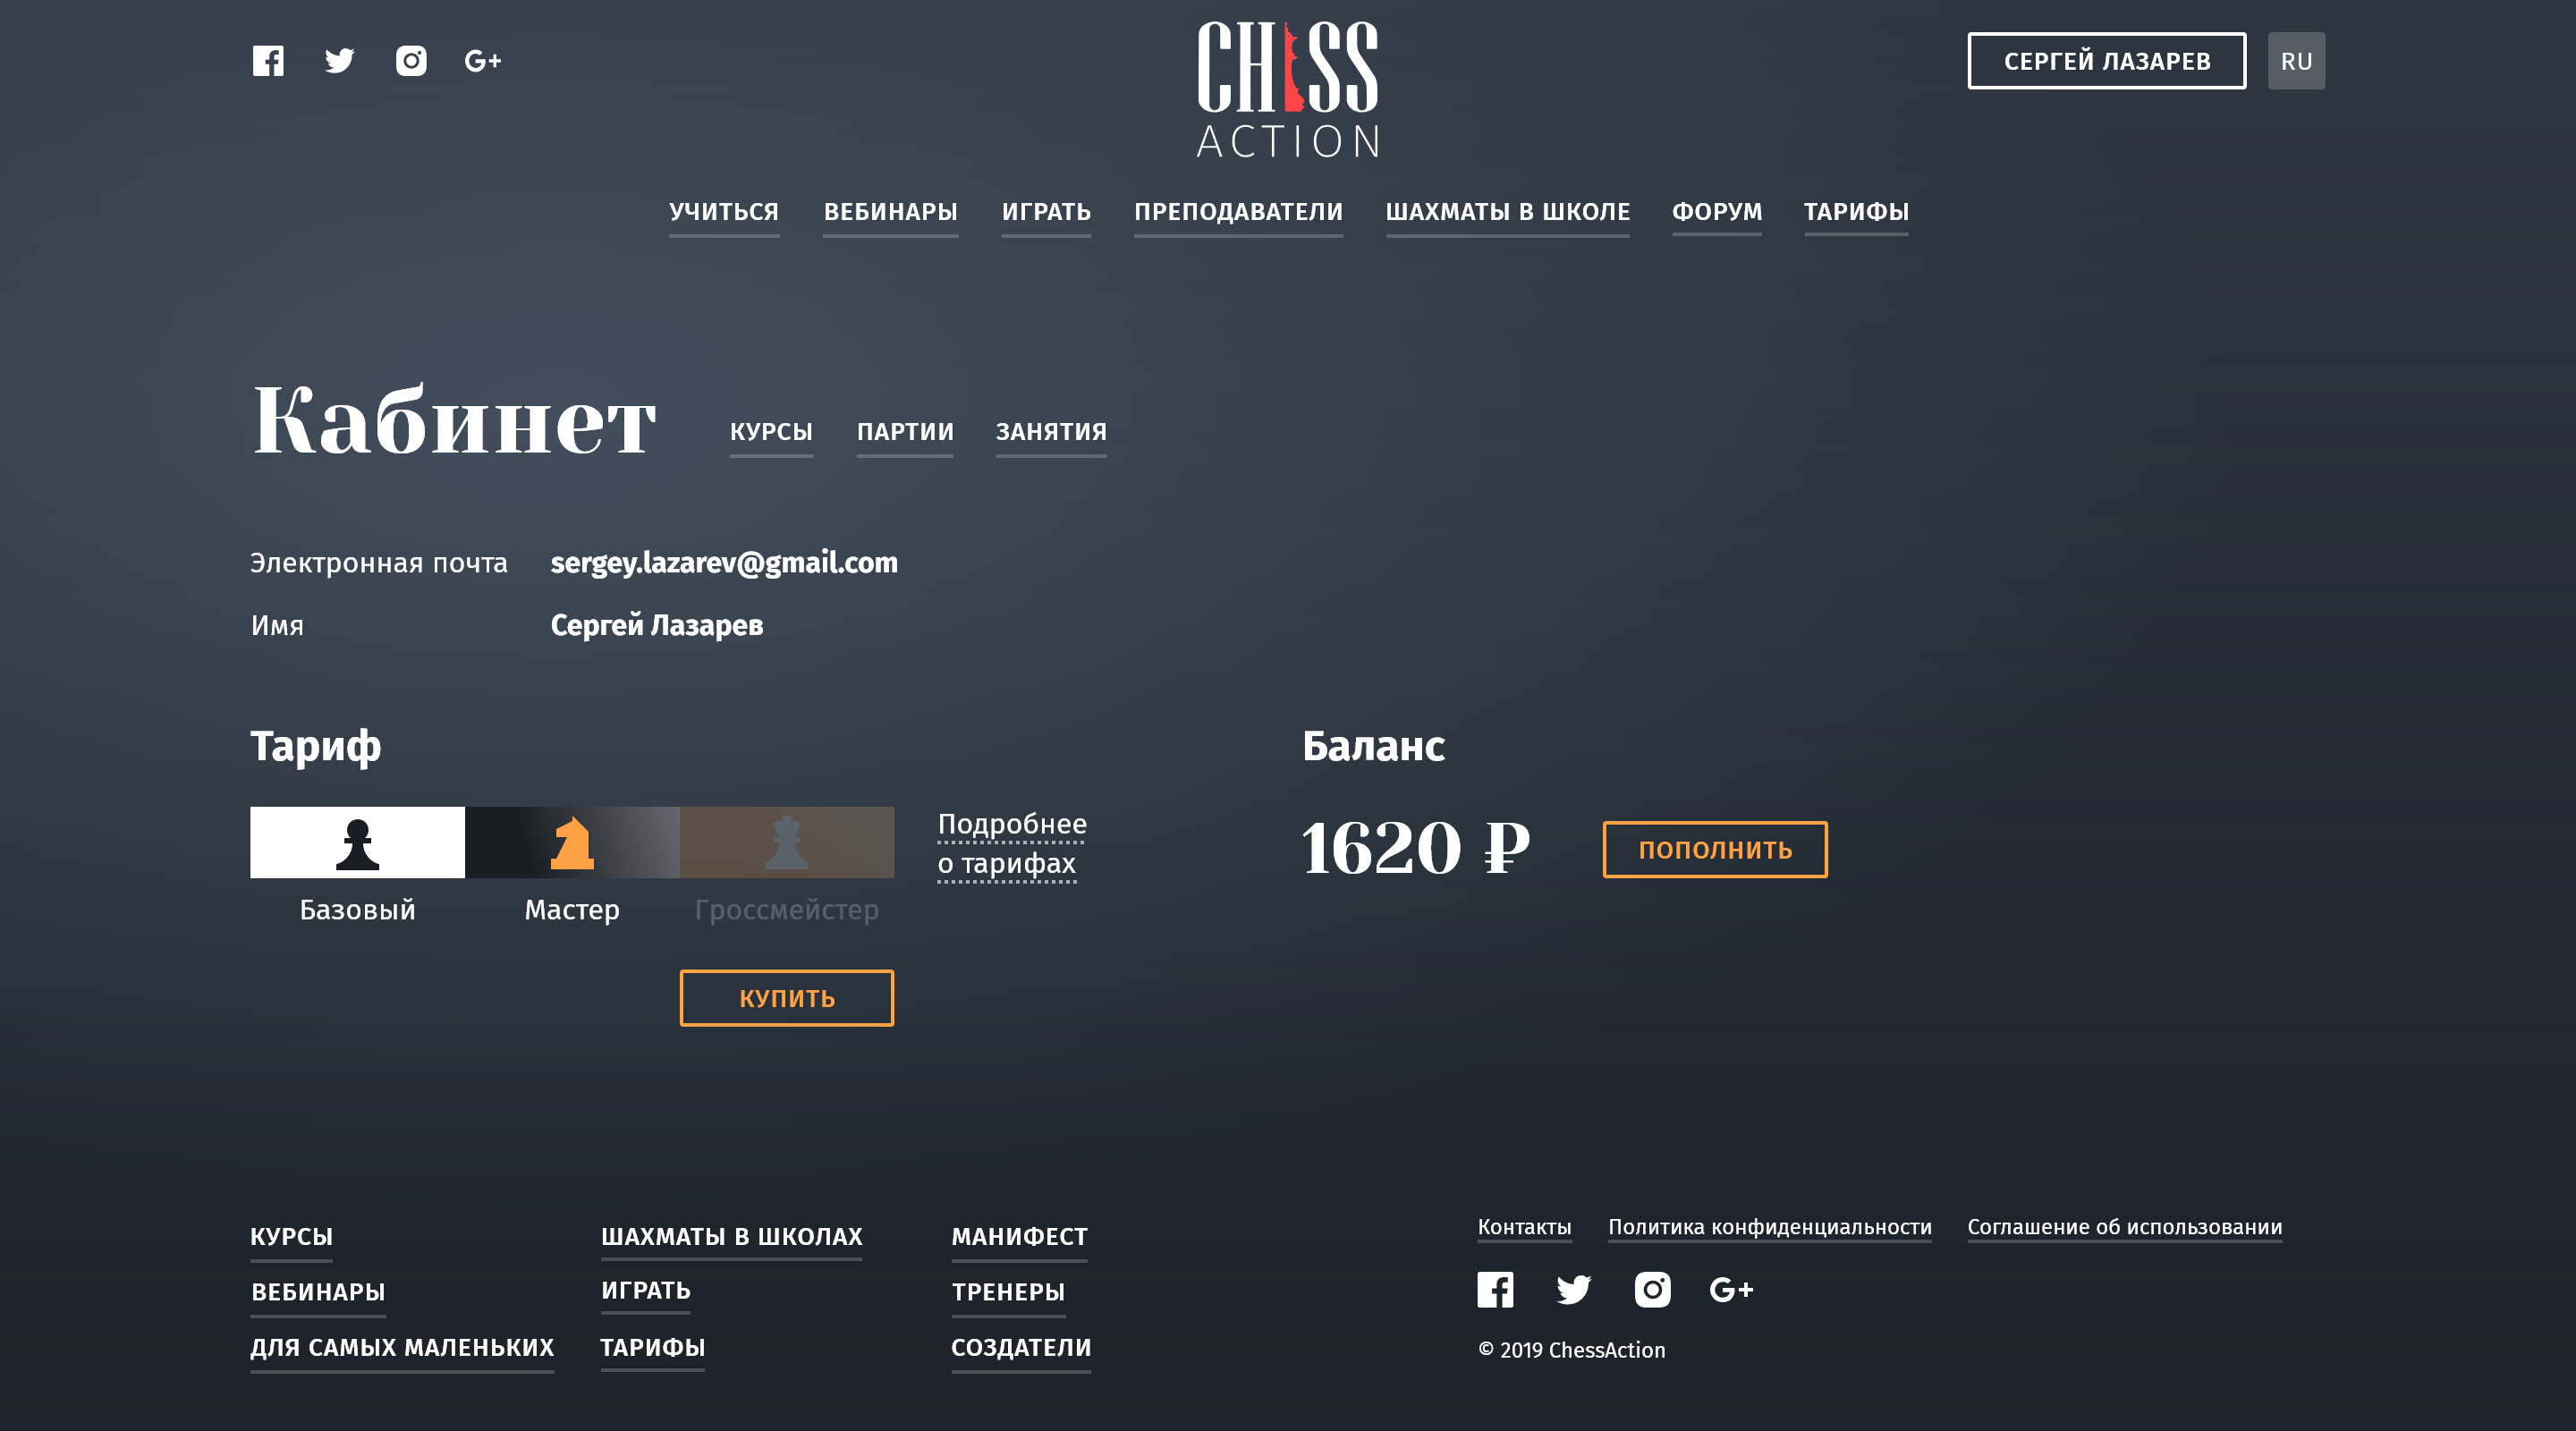 CHESS
ACTION
СЕРГЕЙ ЛАЗАРЕВ
RU
УЧИТЬСЯ
ВЕБИНАРЫ
ИГРАТЬ
ПРЕПОДАВАТЕЛИ
ШАХМАТЫ В ШКОЛЕ
ФОРУМ
ТАРИФЫ
Кабинет
КУРСЫ
ПАРТИИ
ЗАНЯТИЯ
Электронная почта
sergey.lazarev@gmail.com
Имя
Сергей Лазарев
Тариф
Базовый
Мастер
Гроссмейстер
Подробнее
о тарифах
КУПИТЬ
Баланс
1620 ₽
ПОПОЛНИТЬ
КУРСЫ
ВЕБИНАРЫ
ДЛЯ САМЫХ МАЛЕНЬКИХ
ШАХМАТЫ В ШКОЛАХ
ИГРАТЬ
ТАРИФЫ
МАНИФЕСТ
ТРЕНЕРЫ
СОЗДАТЕЛИ
Контакты
Политика конфиденциальности
Соглашение об использовании
© 2019 ChessAction